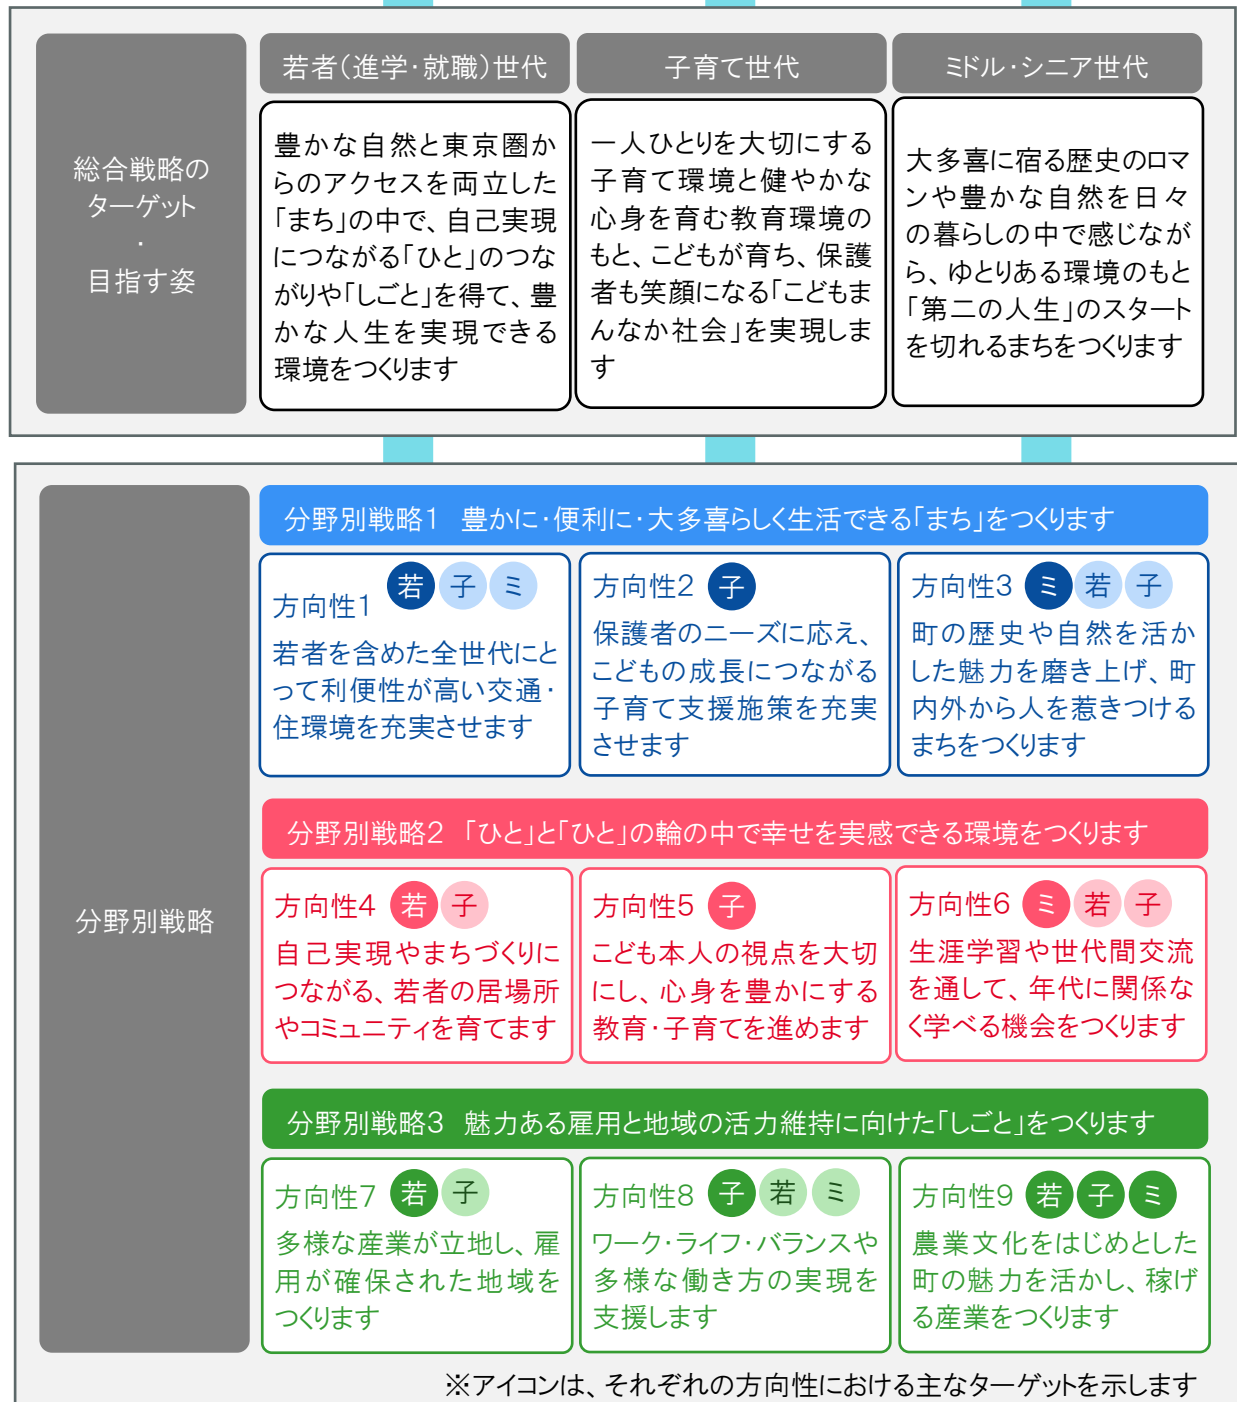 総合戦略の
ターゲット
・
目指す姿
若者(進学・就職)世代
豊かな自然と東京圏か
らのアクセスを両立した
「まち」の中で、自己実現
につながる「ひと」のつな
がりや「しごと」を得て、豊
かな人生を実現できる
環境をつくります
子育て世代
一人ひとりを大切にする
子育て環境と健やかな
心身を育む教育環境の
もと、こどもが育ち、保護
者も笑顔になる「こどもま
んなか社会」を実現しま
す
ミドル・シニア世代
大多喜に宿る歴史のロマ
ンや豊かな自然を日々
の暮らしの中で感じなが
ら、ゆとりある環境のもと
「第二の人生」のスタート
を切れるまちをつくります
分野別戦略
分野別戦略1 豊かに・便利に・大多喜らしく生活できる「まち」をつくります
方向性1 若 子 ミ
若者を含めた全世代にと
って利便性が高い交通・
住環境を充実させます
方向性2 子
保護者のニーズに応え、
こどもの成長につながる
子育て支援施策を充実
させます
方向性3 ミ 若 子
町の歴史や自然を活か
した魅力を磨き上げ、町
内外から人を惹きつける
まちをつくります
分野別戦略2 「ひと」と「ひと」の輪の中で幸せを実感できる環境をつくります
方向性4 若 子
自己実現やまちづくりに
つながる、若者の居場所
やコミュニティを育てます
方向性5 子
こども本人の視点を大切
にし、心身を豊かにする
教育・子育てを進めます
方向性6 ミ 若 子
生涯学習や世代間交流
を通して、年代に関係な
く学べる機会をつくります
分野別戦略3 魅力ある雇用と地域の活力維持に向けた「しごと」をつくります
方向性7 若 子
多様な産業が立地し、雇
用が確保された地域を
つくります
方向性8 子 若 ミ
ワーク・ライフ・バランスや
多様な働き方の実現を
支援します
方向性9 若 子 ミ
農業文化をはじめとした
町の魅力を活かし、稼げ
る産業をつくります
※アイコンは、それぞれの方向性における主なターゲットを示します